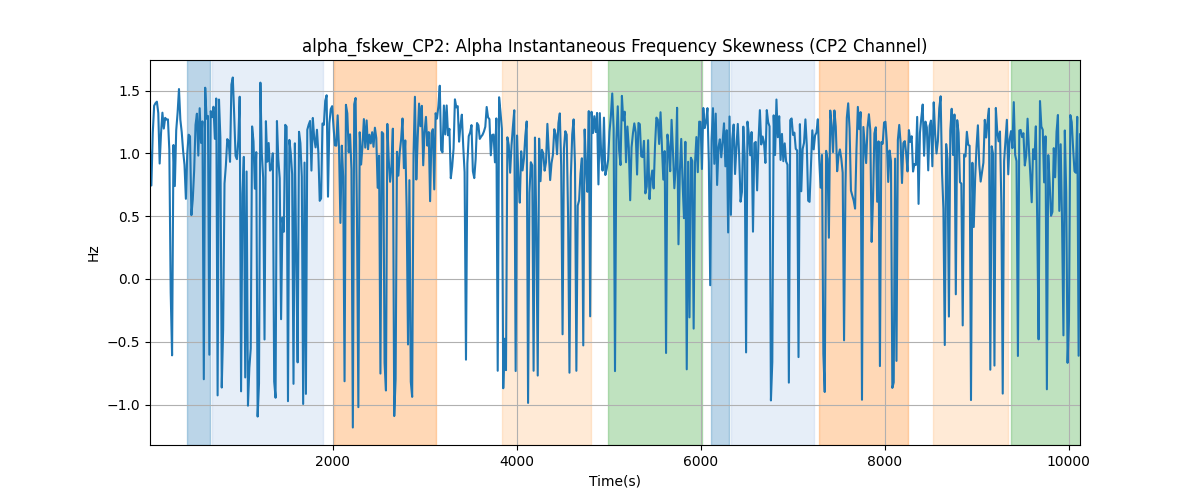 alpha_fskew_CP2: Alpha Instantaneous Frequency Skewness (CP2 Channel)
1.5
1.0
0.5
0.0
−0.5
−1.0
Hz
2000 4000 6000 8000 10000
Time(s)